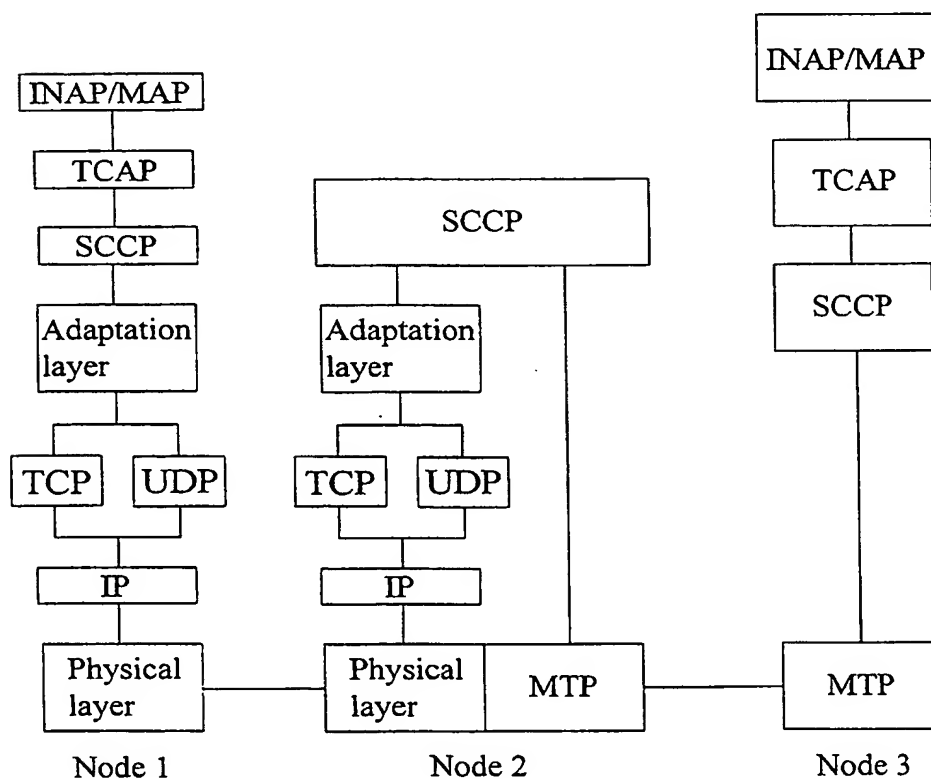 INAP/MAP
TCAP
SCCP
Adaptation
layer
TCP
UDP
IP
Physical
layer
Node 1
SCCP
Adaptation
layer
TCP
UDP
IP
Physical
layer
MTP
Node 2
INAP/MAP
TCAP
SCCP
MTP
Node 3